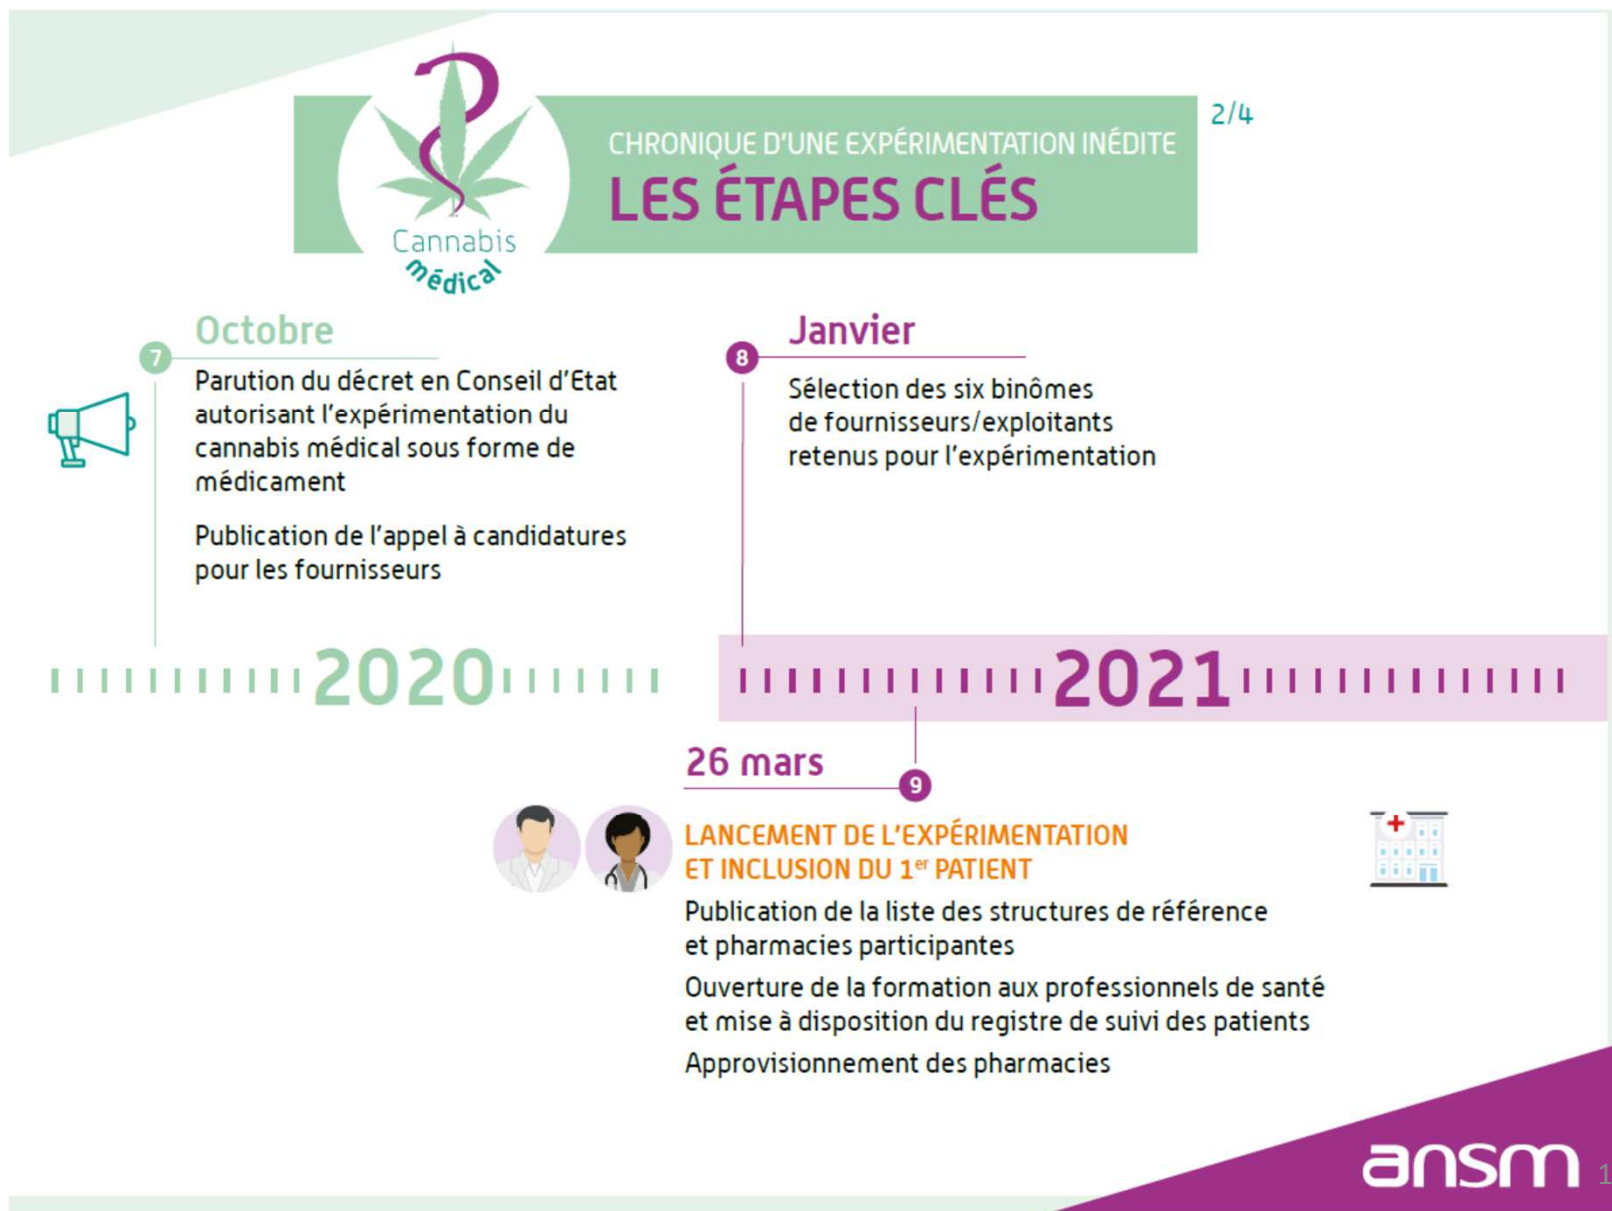 2/4
CHRONIQUE D'UNE EXPÉRIMENTATION INÉDITE
LES ÉTAPES CLÉS
Cannabis
médical
Octobre
7
Parution du décret en Conseil d'Etat
autorisant l'expérimentation du
cannabis médical sous forme de
médicament
Publication de l'appel à candidatures
pour les fournisseurs
Janvier
8
Sélection des six binômes
de fournisseurs/exploitants
retenus pour l'expérimentation
2020
2021
26 mars
9
LANCEMENT DE L'EXPÉRIMENTATION
ET INCLUSION DU 1er PATIENT
Publication de la liste des structures de référence
et pharmacies participantes
Ouverture de la formation aux professionnels de santé
et mise à disposition du registre de suivi des patients
Approvisionnement des pharmacies
ansm
1